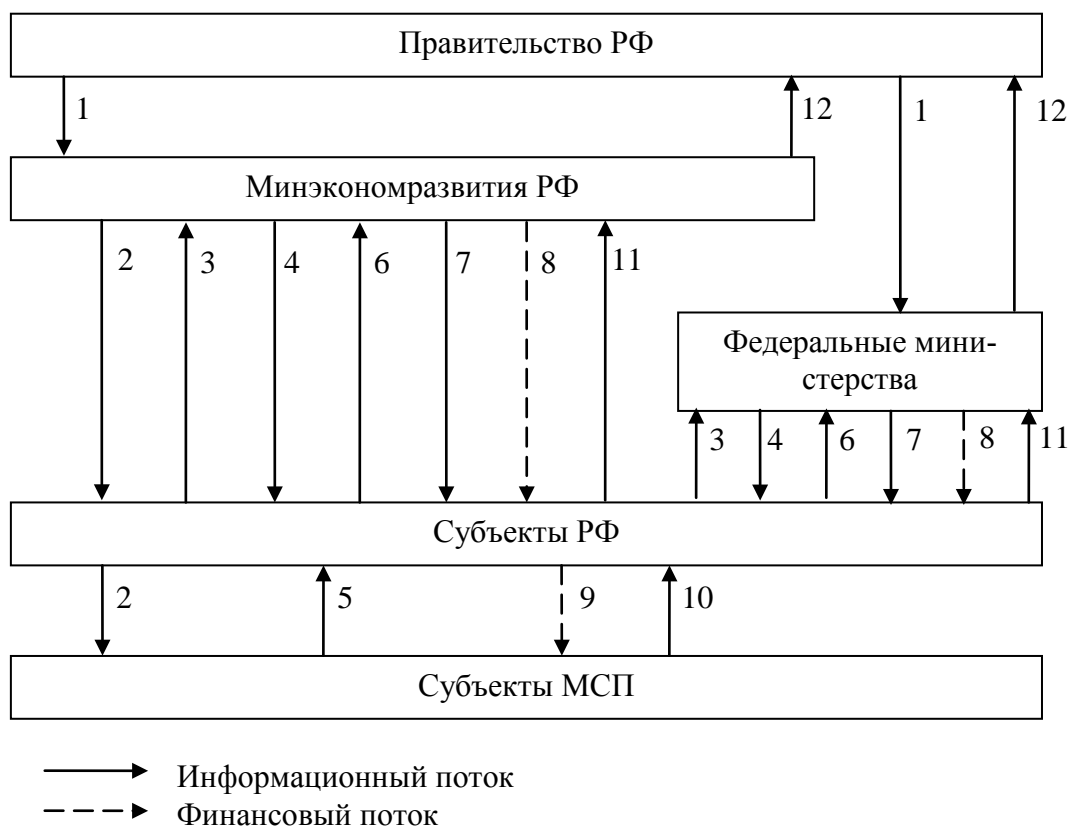 Правительство РФ
1 12 1 12
Минэкономразвития РФ
2 3 4 6 7 8 11
Федеральные мини-
стерства
3 4 6 7 8 11
Субъекты РФ
2 5 9 10
Субъекты МСП
Информационный поток
Финансовый поток